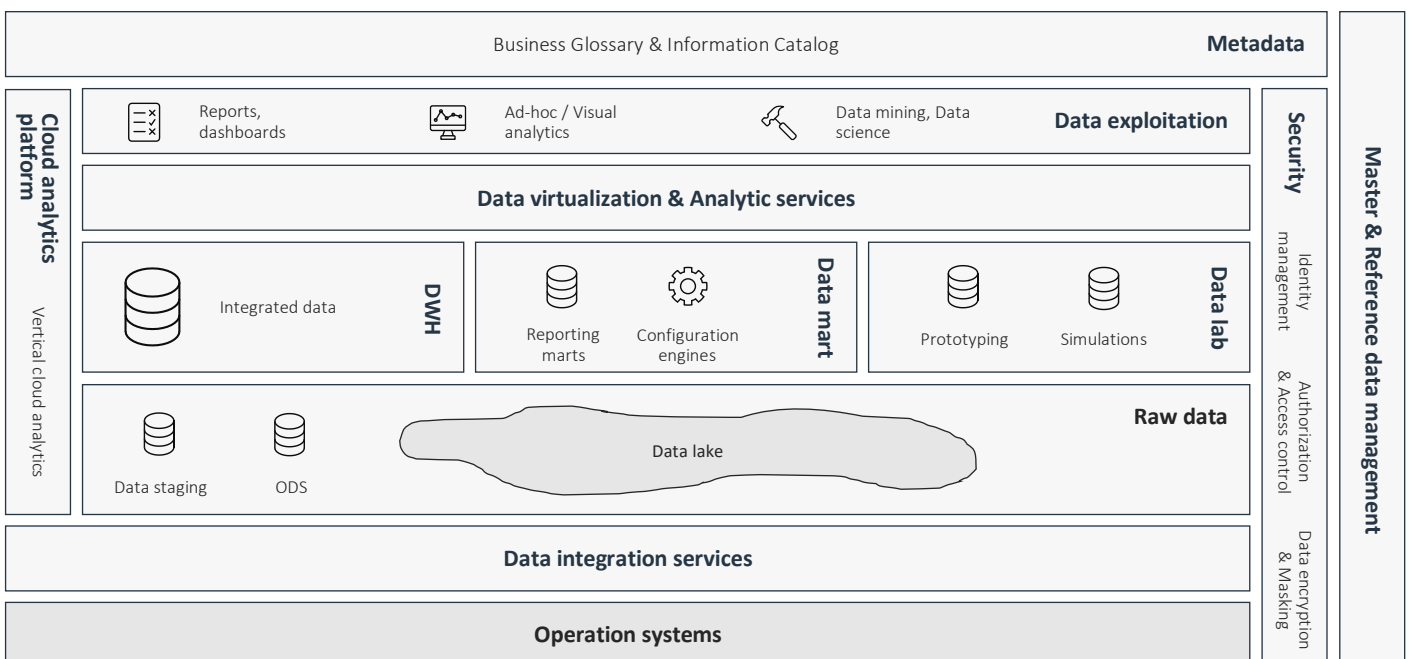 Business Glossary & Information Catalog
Metadata
Cloud analytics
platform
Vertical cloud analytics
Reports,
dashboards
Ad-hoc / Visual
analytics
Data mining, Data
science
Data exploitation
Data virtualization & Analytic services
Integrated data
DWH
Reporting
marts
Configuration
engines
Data mart
Prototyping
Simulations
Data lab
Data staging
ODS
Data lake
Raw data
Data integration services
Operation systems
Security
Identity
management
Authorization
& Access control
Data encryption
& Masking
Master & Reference data management